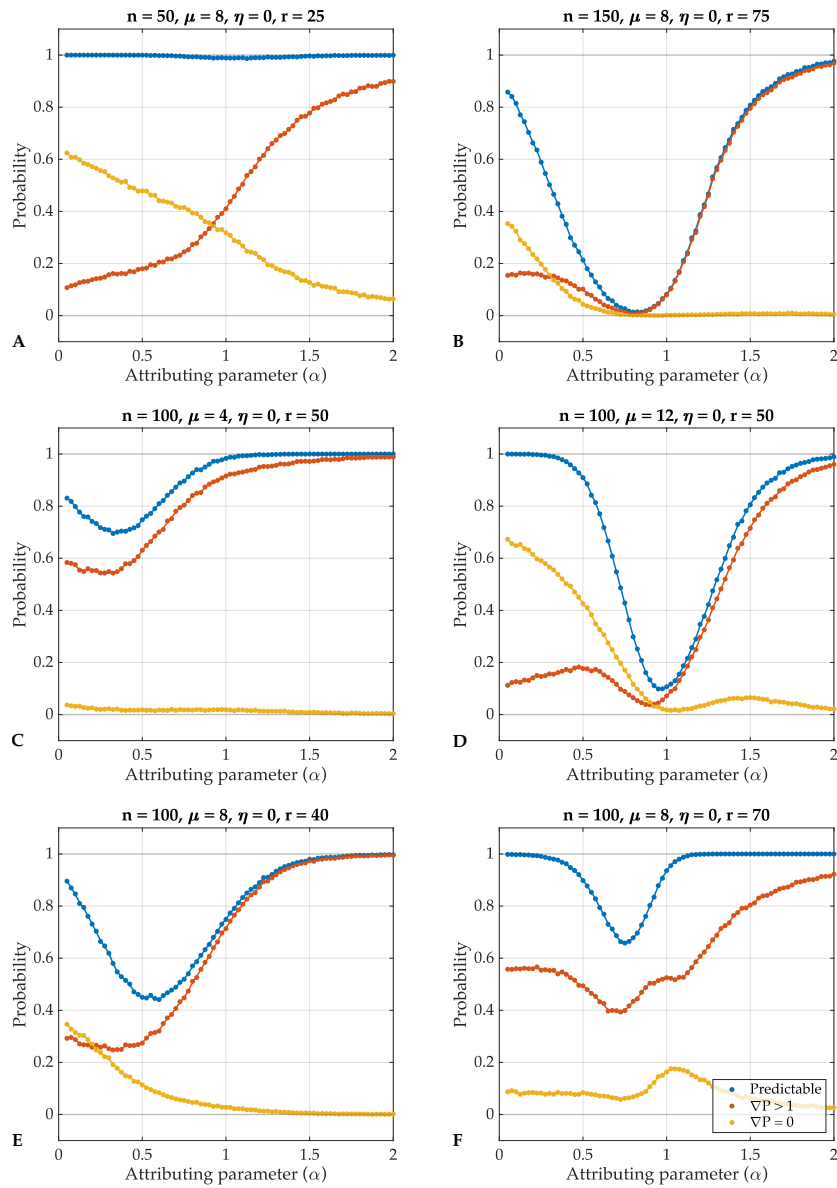 n = 50, μ = 8, η = 0, r = 25
Probability
1
0.8
0.6
0.4
0.2
0
0 0.5 1 1.5 2
A
Attributing parameter (α)
n = 150, μ = 8, η = 0, r = 75
Probability
1
0.8
0.6
0.4
0.2
0
0 0.5 1 1.5 2
B
Attributing parameter (α)
n = 100, μ = 4, η = 0, r = 50
Probability
1
0.8
0.6
0.4
0.2
0
0 0.5 1 1.5 2
C
Attributing parameter (α)
n = 100, μ = 12, η = 0, r = 50
Probability
1
0.8
0.6
0.4
0.2
0
0 0.5 1 1.5 2
D
Attributing parameter (α)
n = 100, μ = 8, η = 0, r = 40
Probability
1
0.8
0.6
0.4
0.2
0
0 0.5 1 1.5 2
E
Attributing parameter (α)
n = 100, μ = 8, η = 0, r = 70
Probability
1
0.8
0.6
0.4
0.2
0
Predictable
∇P > 1
∇P = 0
0 0.5 1 1.5 2
F
Attributing parameter (α)